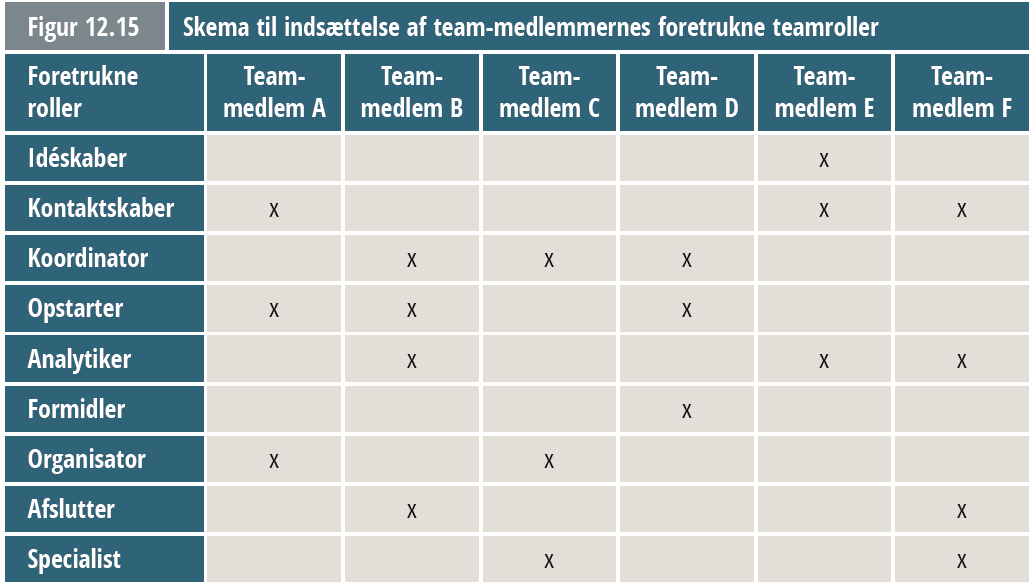 Figur 12.15 Skema til indsættelse af team-medlemmernes foretrukne teamroller
Foretrukne roller Team-medlem A Team-medlem B Team-medlem C Team-medlem D Team-medlem E Team-medlem F
Idéskaber x
Kontaktskaber x x x
Koordinator x x x
Opstarter x x x
Analytiker x x x
Formidler x
Organisator x x
Afslutter x x
Specialist x x